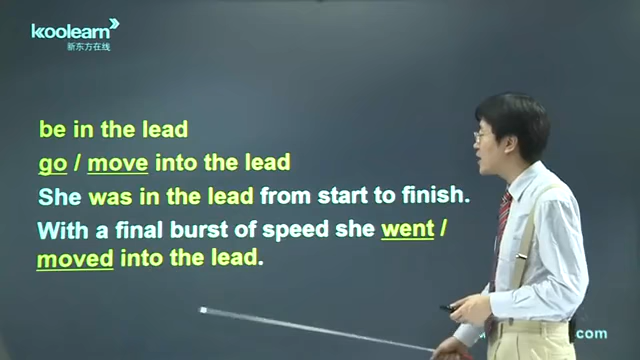 koolearn
新东方在线
be in the lead
go / move into the lead
She was in the lead from start to finish.
With a final burst of speed she went /
moved into the lead.
.com